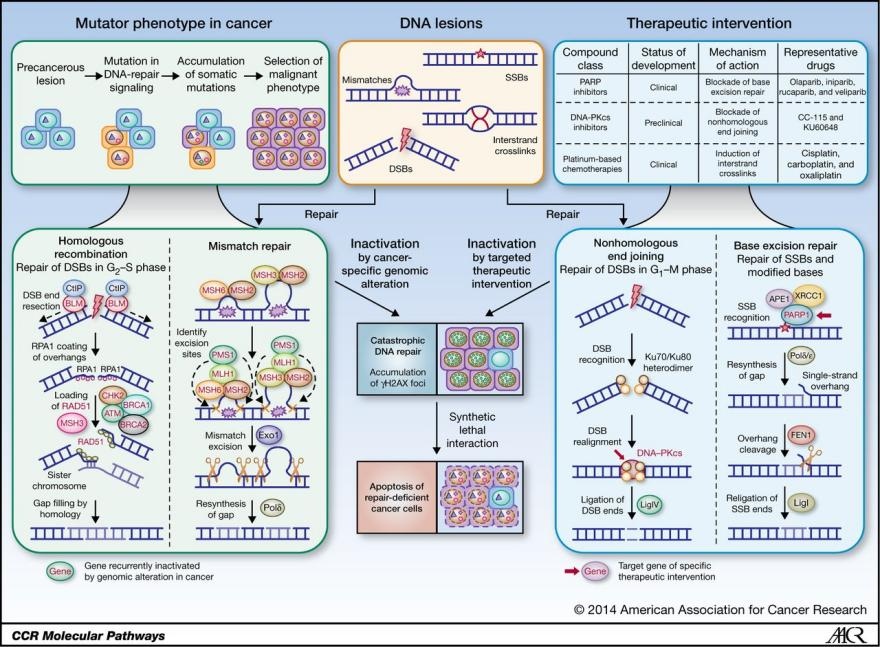 Mutator phenotype in cancer
DNA lesions
Therapeutic intervention
Precancerous
lesion
Mutation in
DNA-repair
signaling
Accumulation
of somatic
mutations
Selection of
malignant
phenotype
Mismatches
SSBs
Interstrand
crosslinks
DSBs
Compound
class
Status of
development
Mechanism
of action
Representative
drugs
PARP
inhibitors
Clinical
Blockade of base
excision repair
Olaparib, iniparib,
rucaparib, and veliparib
DNA-PKcs
inhibitors
Preclinical
Blockade of
nonhomologous
end joining
CC-115 and
KU60648
Platinum-based
chemotherapies
Clinical
Induction of
interstrand
crosslinks
Cisplatin,
carboplatin, and
oxaliplatin
Repair
Repair
Homologous
recombination
Repair of DSBs in G₂–S phase
DSB end
resection
CtIP
CtIP
BLM
BLM
RPA1 coating
of overhangs
RPA1 RPA1
Loading
of RAD51
CHK2
BRCA1
ATM
BRCA2
MSH3
RAD51
Sister
chromosome
Gap filling by
homology
Mismatch repair
MSH6
MSH2
MSH3
MSH2
Identify
excision
sites
PMS1
MLH1
MSH6
MSH2
PMS1
MLH1
MSH3
MSH2
Mismatch
excision
Exo1
Resynthesis
of gap
Polδ
Inactivation
by cancer-
specific genomic
alteration
Inactivation
by targeted
therapeutic
intervention
Catastrophic
DNA repair
Accumulation
of γH2AX foci
Synthetic
lethal
interaction
Apoptosis of
repair-deficient
cancer cells
Nonhomologous
end joining
Repair of DSBs in G₁–M phase
DSB
recognition
Ku70/Ku80
heterodimer
DSB
realignment
DNA–PKcs
Ligation of
DSB ends
LigIV
Base excision repair
Repair of SSBs and
modified bases
SSB
recognition
APE1
XRCC1
PARP1
Resynthesis
of gap
Polδ/ε
Single-strand
overhang
Overhang
cleavage
FEN1
Religation of
SSB ends
LigI
Gene
Gene recurrently inactivated
by genomic alteration in cancer
Gene
Target gene of specific
therapeutic intervention
© 2014 American Association for Cancer Research
CCR Molecular Pathways
AACR